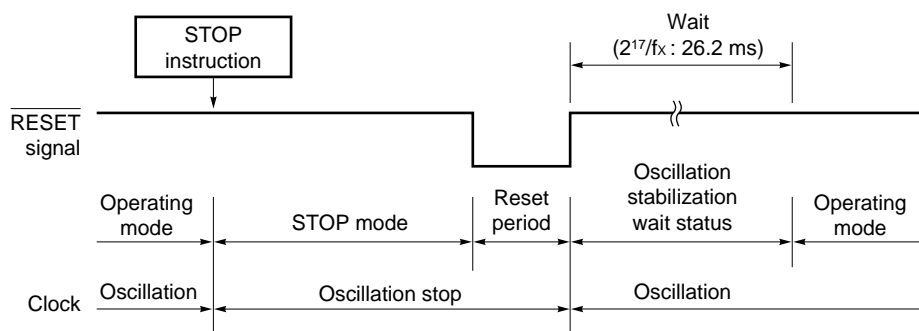 STOP
instruction
Wait
(2¹⁷/fx : 26.2 ms)
RESET
signal
Operating
mode
STOP mode
Reset
period
Oscillation
stabilization
wait status
Operating
mode
Clock
Oscillation
Oscillation stop
Oscillation